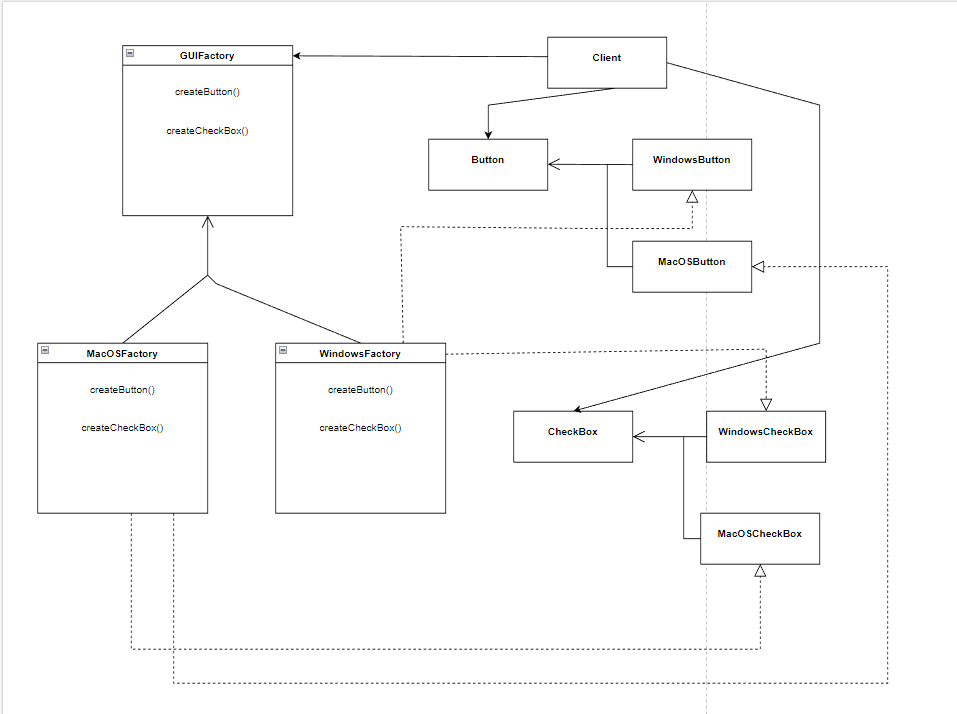 GUIFactory
createButton()
createCheckBox()
Client
Button
WindowsButton
MacOSButton
MacOSFactory
createButton()
createCheckBox()
WindowsFactory
createButton()
createCheckBox()
CheckBox
WindowsCheckBox
MacOSCheckBox